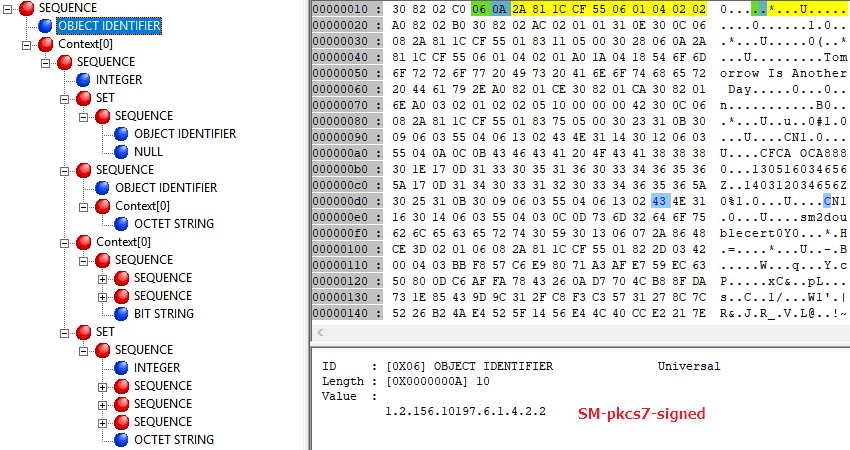 SEQUENCE
OBJECT IDENTIFIER
Context[0]
SEQUENCE
INTEGER
SET
SEQUENCE
OBJECT IDENTIFIER
NULL
SEQUENCE
OBJECT IDENTIFIER
Context[0]
OCTET STRING
Context[0]
SEQUENCE
SEQUENCE
SEQUENCE
BIT STRING
SET
SEQUENCE
INTEGER
SEQUENCE
SEQUENCE
SEQUENCE
OCTET STRING
00000010 : 30 82 02 C0 06 0A 2A 81 1C CF 55 06 01 04 02 02 0.....*...U.....
00000020 : A0 82 02 B0 30 82 02 AC 02 01 01 31 0E 30 0C 06 ....0......1.0..
00000030 : 08 2A 81 1C CF 55 01 83 11 05 00 30 28 06 0A 2A .*...U.....0(..*
00000040 : 81 1C CF 55 06 01 04 02 01 A0 1A 04 18 54 6F 6D ...U.........Tom
00000050 : 6F 72 72 6F 77 20 49 73 20 41 6E 6F 74 68 65 72 orrow Is Another
00000060 : 20 44 61 79 2E A0 82 01 CE 30 82 01 CA 30 82 01  Day.....0...0..
00000070 : 6E A0 03 02 01 02 02 05 10 00 00 00 42 30 0C 06 n...........B0..
00000080 : 08 2A 81 1C CF 55 01 83 75 05 00 30 23 31 0B 30 .*...U..u..0#1.0
00000090 : 09 06 03 55 04 06 13 02 43 4E 31 14 30 12 06 03 ...U....CN1.0...
000000a0 : 55 04 0A 0C 0B 43 46 43 41 20 4F 43 41 38 38 38 U....CFCA OCA888
000000b0 : 30 1E 17 0D 31 33 30 35 31 36 30 33 34 36 35 36 0...130516034656
000000c0 : 5A 17 0D 31 34 30 33 31 32 30 33 34 36 35 36 5A Z..140312034656Z
000000d0 : 30 25 31 0B 30 09 06 03 55 04 06 13 02 43 4E 31 0%1.0...U....CN1
000000e0 : 16 30 14 06 03 55 04 03 0C 0D 73 6D 32 64 6F 75 .0...U....sm2dou
000000f0 : 62 6C 65 63 65 72 74 30 59 30 13 06 07 2A 86 48 blecert0Y0...*.H
00000100 : CE 3D 02 01 06 08 2A 81 1C CF 55 01 82 2D 03 42 .=....*...U..-.B
00000110 : 00 04 03 BB F8 57 C6 E9 80 71 A3 AF E7 59 EC 63 .....W...q...Y.c
00000120 : 50 80 0D C6 AF FA 78 43 26 0A D7 70 4C B8 8F DA P.....xC&..pL...
00000130 : 73 1E 85 43 9D 9C 31 2F C8 F3 C3 57 31 27 8C 7C s..C..1/...W1'.|
00000140 : 52 26 B2 4A E4 52 5F 14 56 E4 4C 40 CC E2 21 7E R&.J.R_.V.L@..!~
ID : [0X06] OBJECT IDENTIFIER Universal
Length : [0X0000000A] 10
Value :
1.2.156.10197.6.1.4.2.2 SM-pkcs7-signed